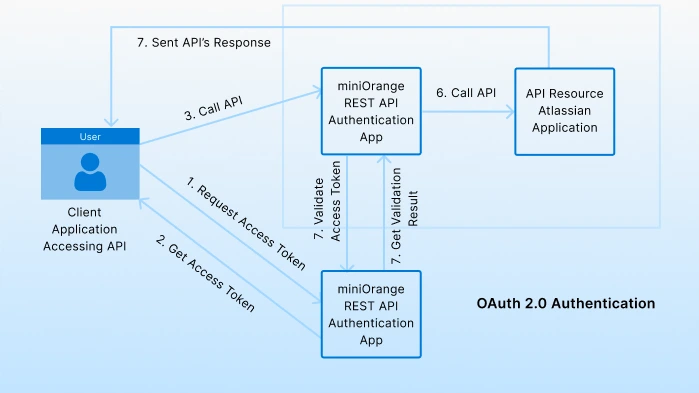 7. Sent API's Response
3. Call API
miniOrange
REST API
Authentication
App
6. Call API
API Resource
Atlassian
Application
User
Client
Application
Accessing API
1. Request Access Token
2. Get Access Token
7. Validate
Access Token
7. Get Validation
Result
miniOrange
REST API
Authentication
App
OAuth 2.0 Authentication